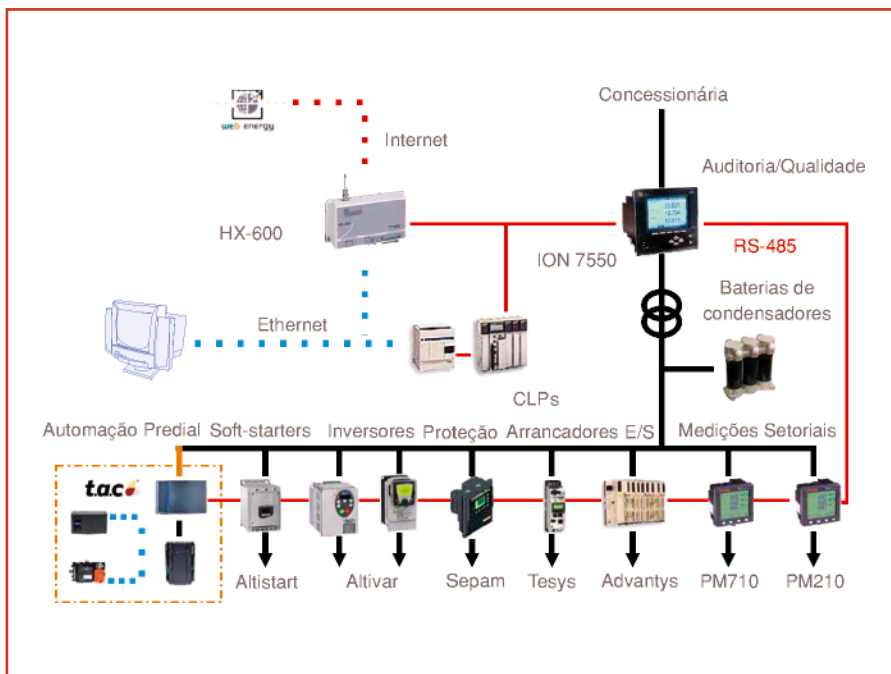 web energy
Concessionária
Internet
Auditoria/Qualidade
HX-600
ION 7550
RS-485
Baterias de
condensadores
Ethernet
CLPs
Automação Predial
Soft-starters
Inversores
Proteção
Arrancadores
E/S
Medições Setoriais
t.a.c
Altistart
Altivar
Sepam
Tesys
Advantys
PM710
PM210